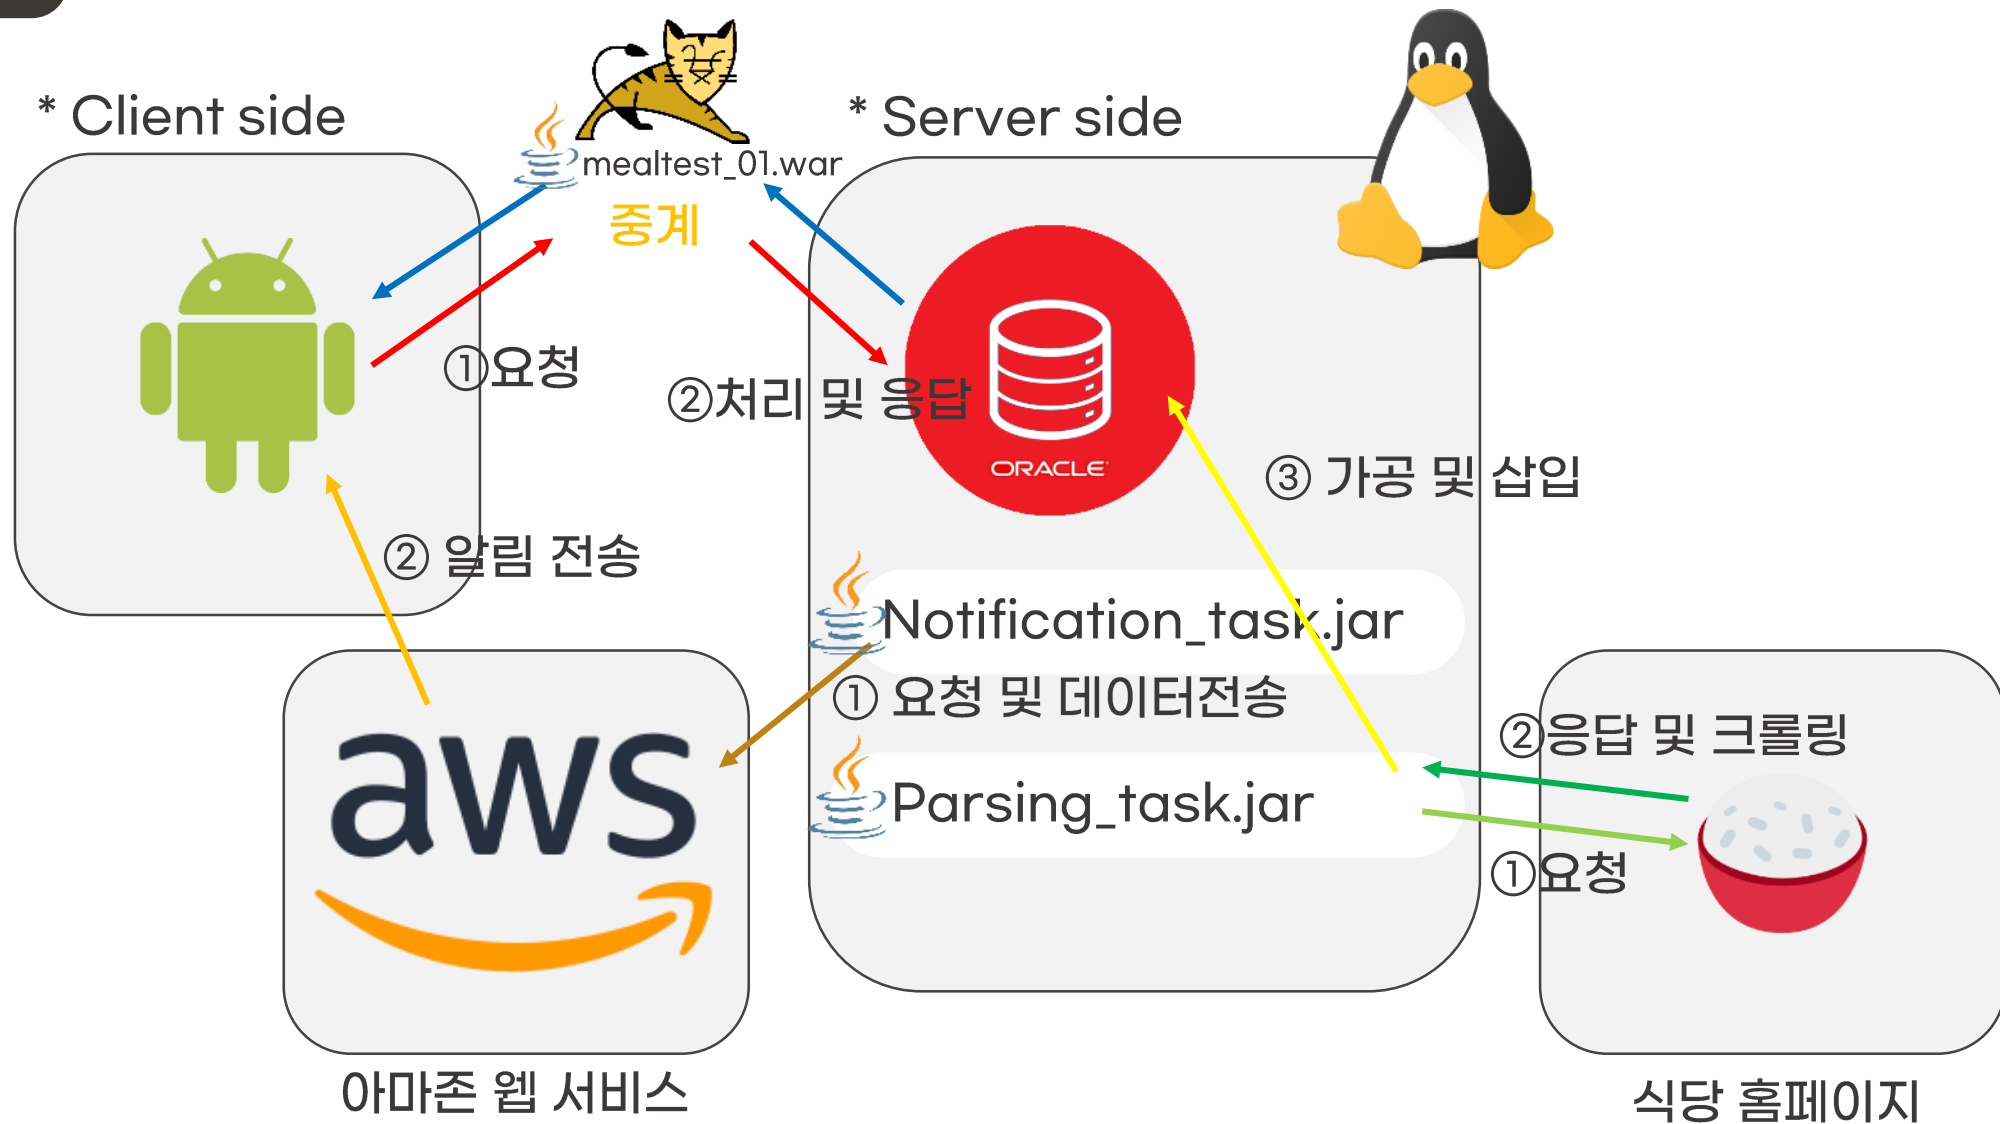 * Client side
* Server side
mealtest_01.war
중계
①요청
②처리 및 응답
ORACLE
③ 가공 및 삽입
② 알림 전송
Notification_task.jar
① 요청 및 데이터전송
Parsing_task.jar
②응답 및 크롤링
①요청
aws
아마존 웹 서비스
식당 홈페이지